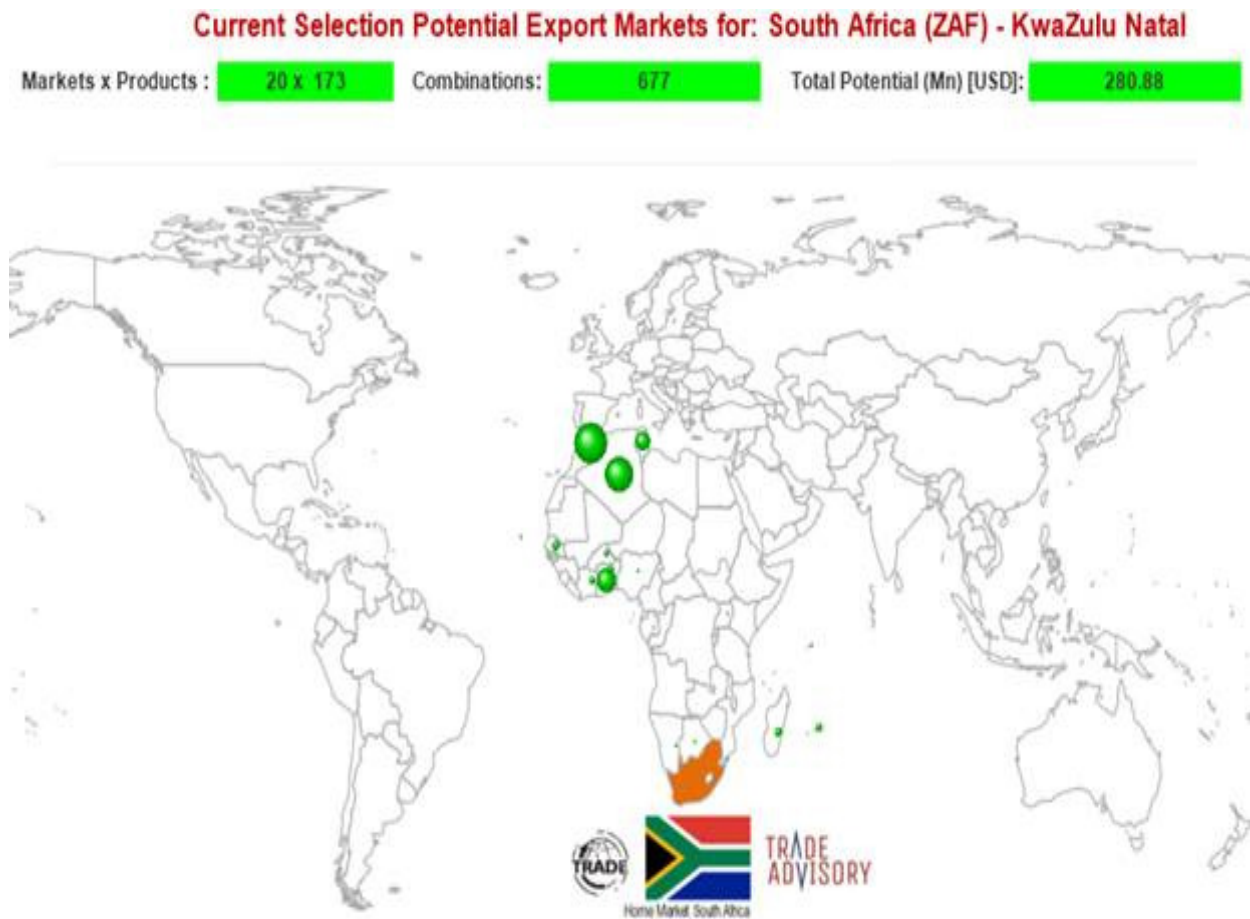 Current Selection Potential Export Markets for: South Africa (ZAF) - KwaZulu Natal
Markets x Products : 20 x 173 Combinations: 677 Total Potential (Mn) [USD]: 280.88
TRADE
TRADE
ADVISORY
Home Market South Africa